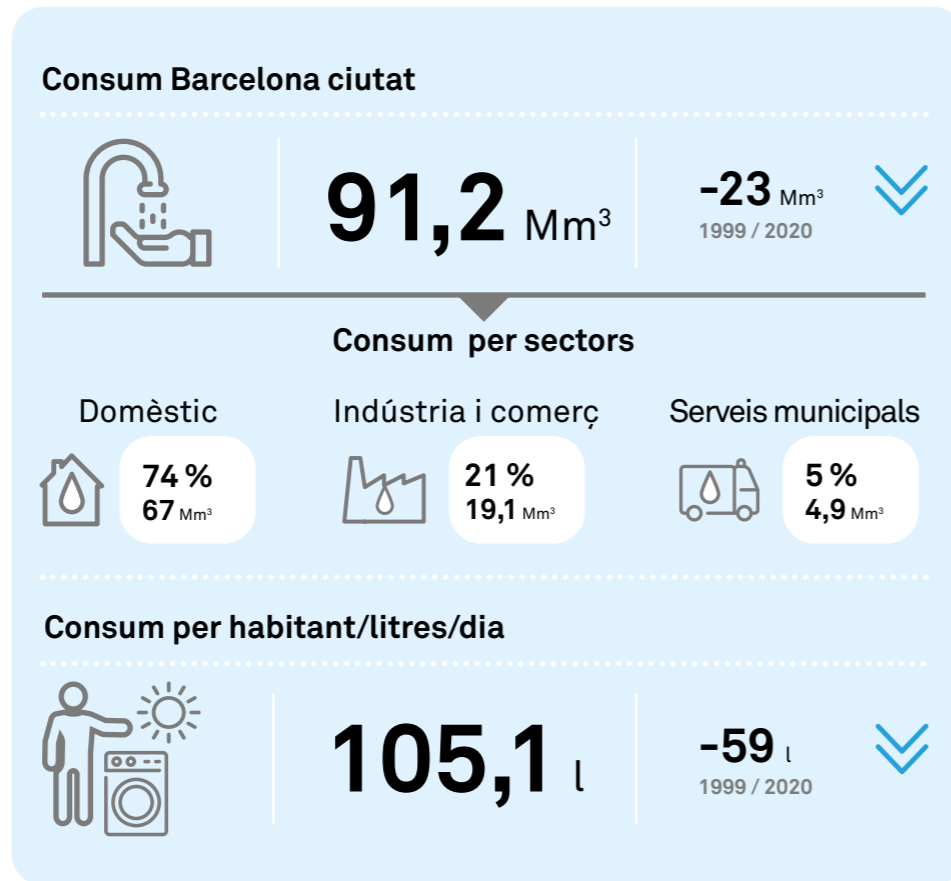 Consum Barcelona ciutat
91,2 Mm³
-23 Mm³
1999 / 2020
Consum per sectors
Domèstic
74 %
67 Mm³
Indústria i comerç
21 %
19,1 Mm³
Serveis municipals
5 %
4,9 Mm³
Consum per habitant/litres/dia
105,1 l
-59 l
1999 / 2020